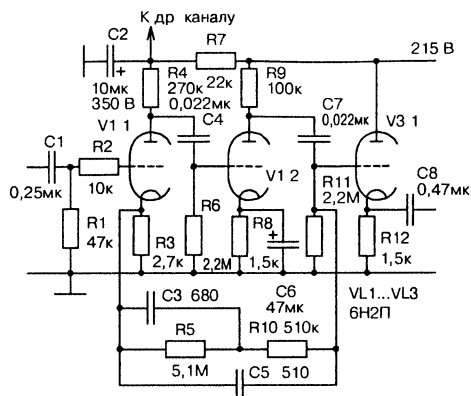 К др каналу
C2
R7
215 В
10мк
350 В
R4
270к
0,022мк
22к
R9
100к
C4
C7
0,022мк
V1 1
V3 1
C1
R2
0,25мк
10к
V1 2
C8
0,47мк
R1
47к
R3
2,7к
R6
2,2М
R8
1,5к
R11
2,2М
R12
1,5к
C3 680
C6
47мк
VL1...VL3
6Н2П
R5
5,1М
R10 510к
C5 510